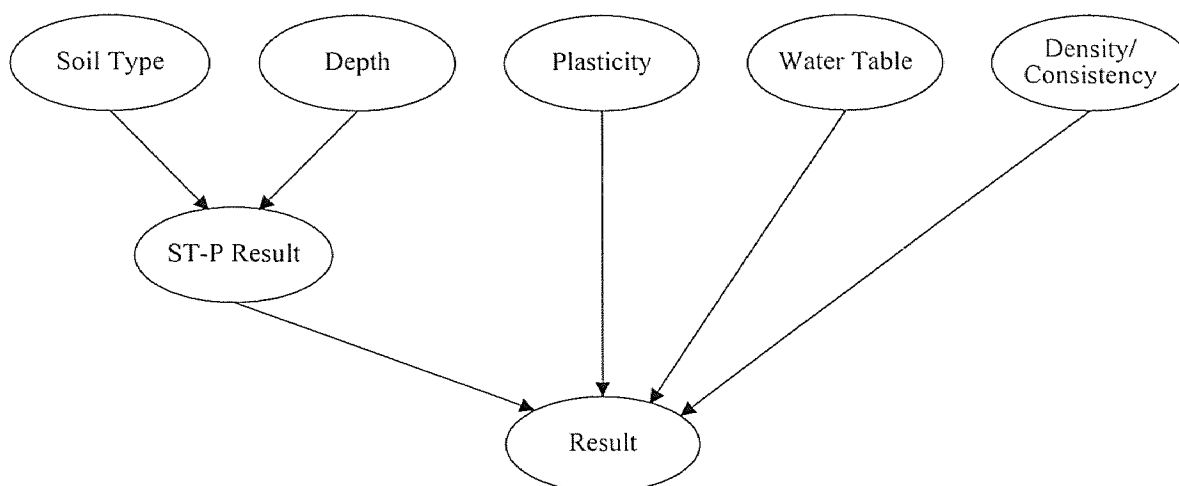 Soil Type
Depth
Plasticity
Water Table
Density/
Consistency
ST-P Result
Result